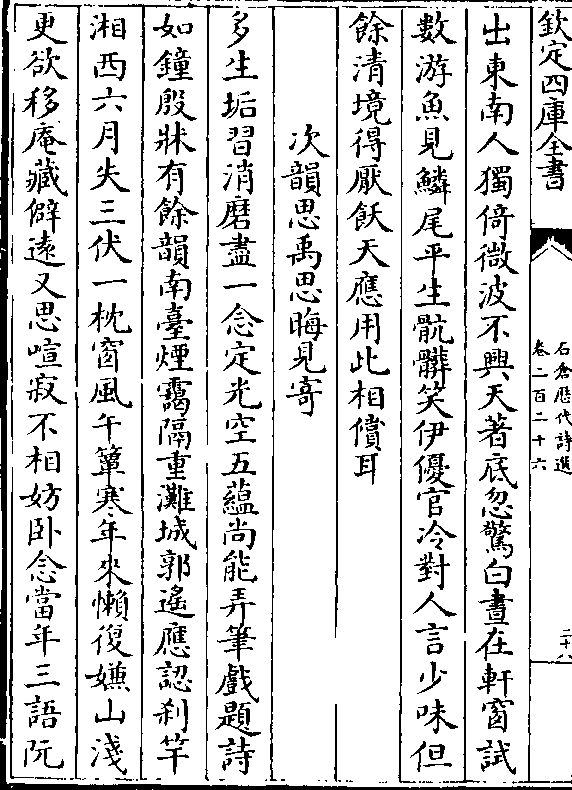 欽定四庫全書
石倉歷代詩選
卷二百二十六
二十八
出東南人獨倚微波不興天著底忽驚白晝在軒窗試
數游魚見鱗尾平生骯髒笑伊優官冷對人言少味但
餘清境得厭飫天應用此相償耳
次韻思禹思晦見寄
多生垢習消磨盡一念定光空五蘊尚能弄筆戲題詩
如鐘殷牀有餘韻南臺煙靄隔重灘城郭遙應認刹竿
湘西六月失三伏一枕窗風午簟寒年來懶復嫌山淺
更欲移庵藏僻遠又思喧寂不相妨卧念當年三語阮